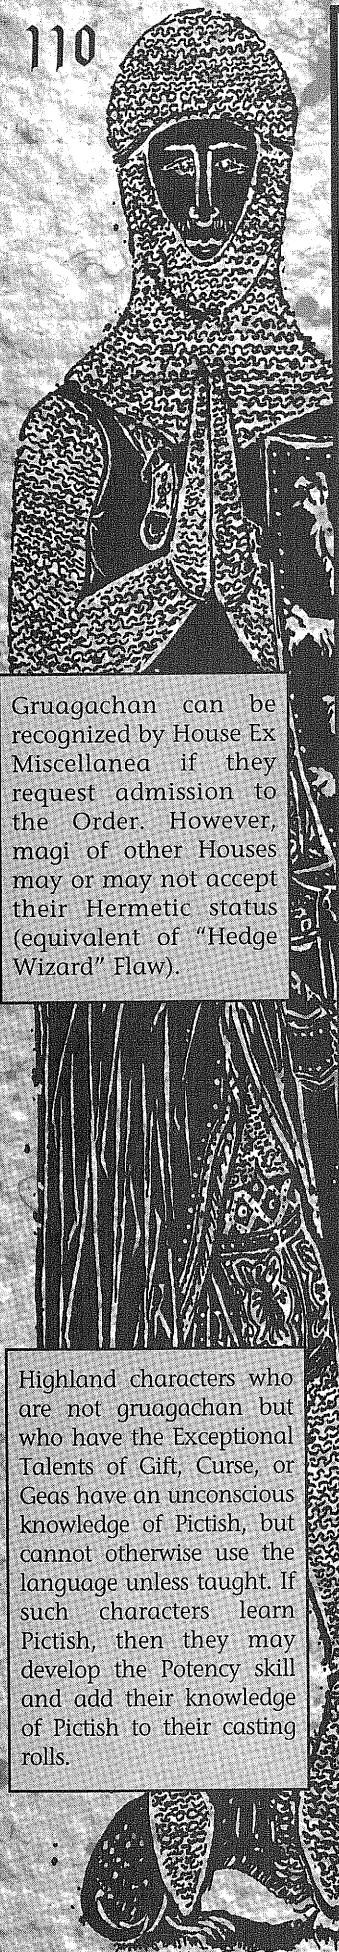 110
Gruagachan can be
recognized by House Ex
Miscellanea if they
request admission to
the Order. However,
magi of other Houses
may or may not accept
their Hermetic status
(equivalent of “Hedge
Wizard” Flaw).
Highland characters who
are not gruagachan but
who have the Exceptional
Talents of Gift, Curse, or
Geas have an unconscious
knowledge of Pictish, but
cannot otherwise use the
language unless taught. If
such characters learn
Pictish, then they may
develop the Potency skill
and add their knowledge
of Pictish to their casting
rolls.